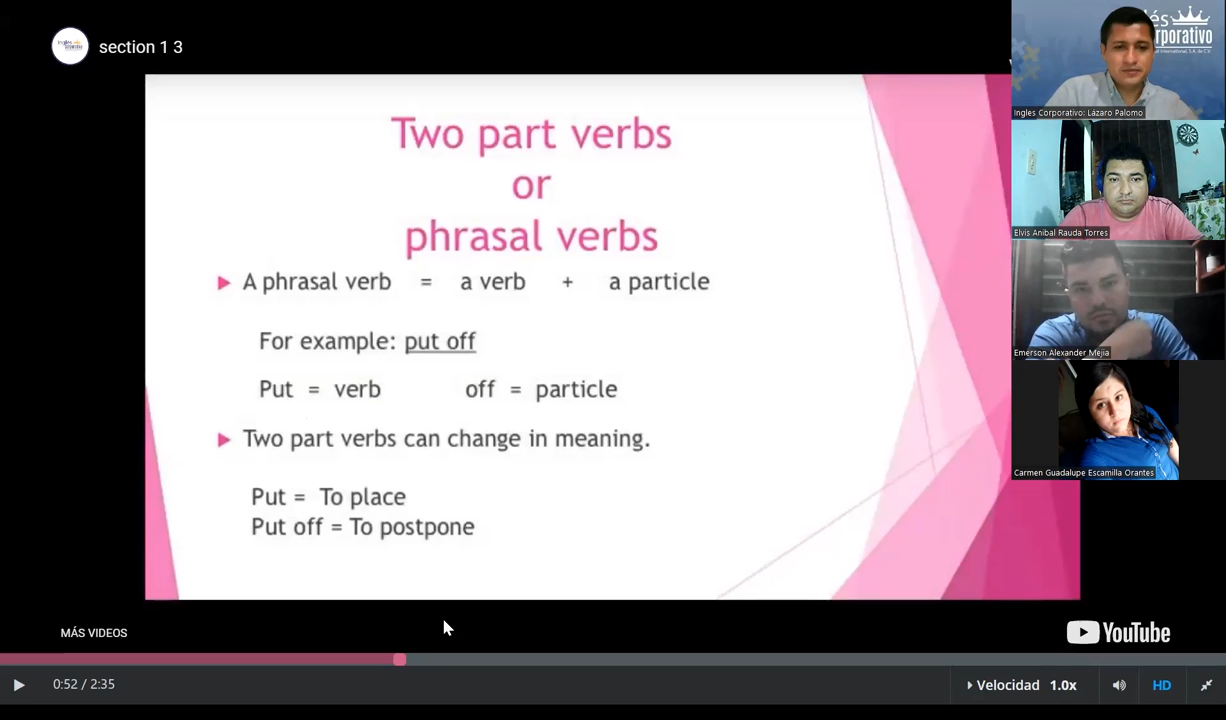 section 1 3
Two part verbs
or
phrasal verbs
A phrasal verb = a verb + a particle
For example: put off
Put = verb off = particle
Two part verbs can change in meaning.
Put = To place
Put off = To postpone
Ingles Corporativo: Lázaro Palomo
Elvis Anibal Rauda Torres
Emerson Alexander Mejia
Carmen Guadalupe Escamilla Orantes
MÁS VIDEOS
YouTube
0:52 / 2:35
Velocidad 1.0x
HD